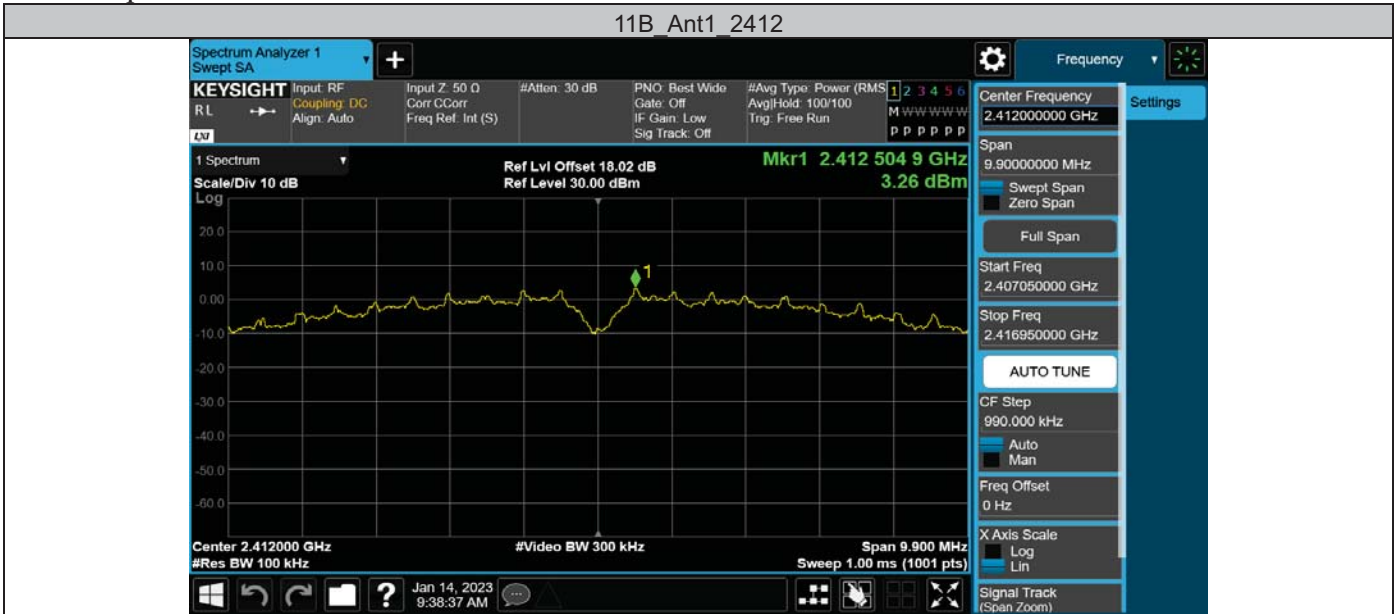 11B_Ant1_2412
Spectrum Analyzer 1
Swept SA
+
Frequency
KEYSIGHT
RL
LXI
Input: RF
Coupling: DC
Align: Auto
Input Z: 50 Ω
Corr CCorr
Freq Ref: Int (S)
#Atten: 30 dB
PNO: Best Wide
Gate: Off
IF Gain: Low
Sig Track: Off
#Avg Type: Power (RMS
Avg|Hold: 100/100
Trig: Free Run
1 2 3 4 5 6
M W W W W W
P P P P P P
1 Spectrum
Scale/Div 10 dB
Log
Ref Lvl Offset 18.02 dB
Ref Level 30.00 dBm
Mkr1 2.412 504 9 GHz
3.26 dBm
20.0
10.0
0.00
-10.0
-20.0
-30.0
-40.0
-50.0
-60.0
1
Center 2.412000 GHz
#Res BW 100 kHz
#Video BW 300 kHz
Span 9.900 MHz
Sweep 1.00 ms (1001 pts)
?
Jan 14, 2023
9:38:37 AM
Center Frequency
2.412000000 GHz
Span
9.90000000 MHz
Swept Span
Zero Span
Full Span
Start Freq
2.407050000 GHz
Stop Freq
2.416950000 GHz
AUTO TUNE
CF Step
990.000 kHz
Auto
Man
Freq Offset
0 Hz
X Axis Scale
Log
Lin
Signal Track
(Span Zoom)
Settings